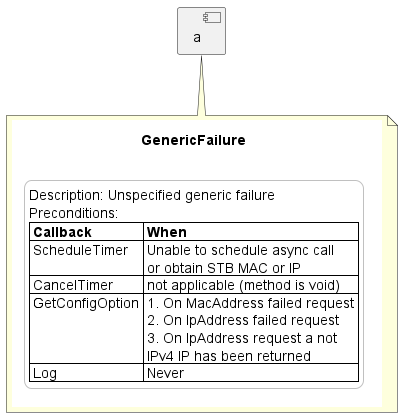 a
GenericFailure
Description: Unspecified generic failure
Preconditions:
Callback When
ScheduleTimer Unable to schedule async call
or obtain STB MAC or IP
CancelTimer not applicable (method is void)
GetConfigOption 1. On MacAddress failed request
2. On IpAddress failed request
3. On IpAddress request a not
IPv4 IP has been returned
Log Never